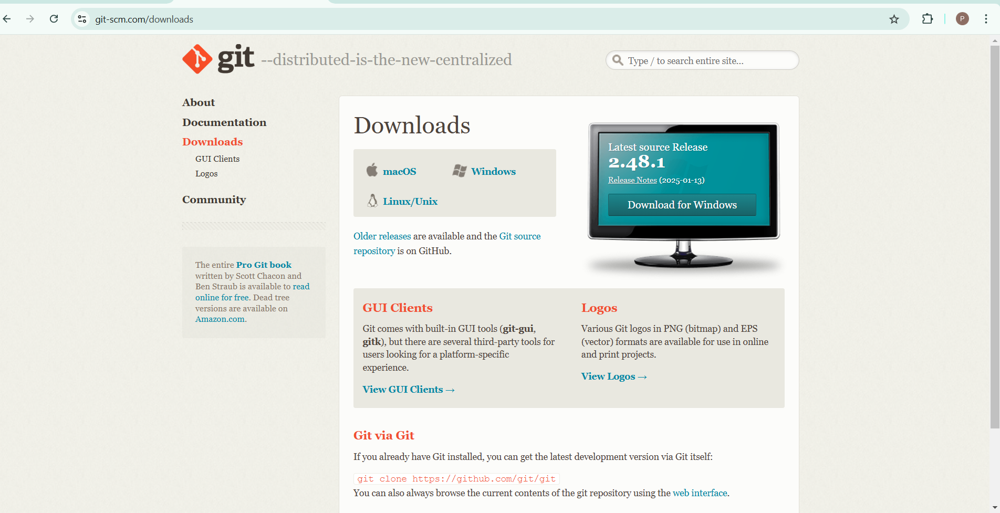 git-scm.com/downloads
P
git --distributed-is-the-new-centralized
Type / to search entire site...
About
Documentation
Downloads
GUI Clients
Logos
Community
The entire Pro Git book
written by Scott Chacon and
Ben Straub is available to read
online for free. Dead tree
versions are available on
Amazon.com.
Downloads
macOS
Windows
Linux/Unix
Older releases are available and the Git source
repository is on GitHub.
Latest source Release
2.48.1
Release Notes (2025-01-13)
Download for Windows
GUI Clients
Git comes with built-in GUI tools (git-gui,
gitk), but there are several third-party tools for
users looking for a platform-specific
experience.
View GUI Clients →
Logos
Various Git logos in PNG (bitmap) and EPS
(vector) formats are available for use in online
and print projects.
View Logos →
Git via Git
If you already have Git installed, you can get the latest development version via Git itself:
git clone https://github.com/git/git
You can also always browse the current contents of the git repository using the web interface.